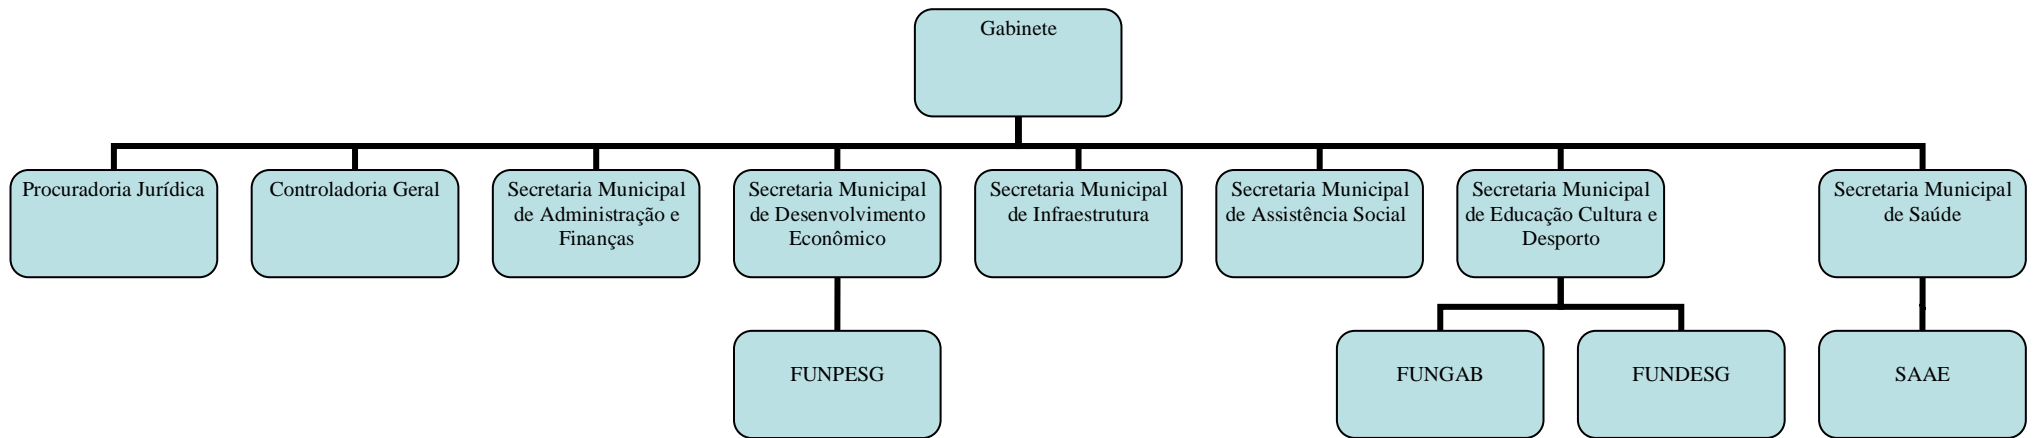 Gabinete
Procuradoria Jurídica
Controladoria Geral
Secretaria Municipal
de Administração e
Finanças
Secretaria Municipal
de Desenvolvimento
Econômico
Secretaria Municipal
de Infraestrutura
Secretaria Municipal
de Assistência Social
Secretaria Municipal
de Educação Cultura e
Desporto
Secretaria Municipal
de Saúde
FUNPESG
FUNGAB
FUNDESG
SAAE